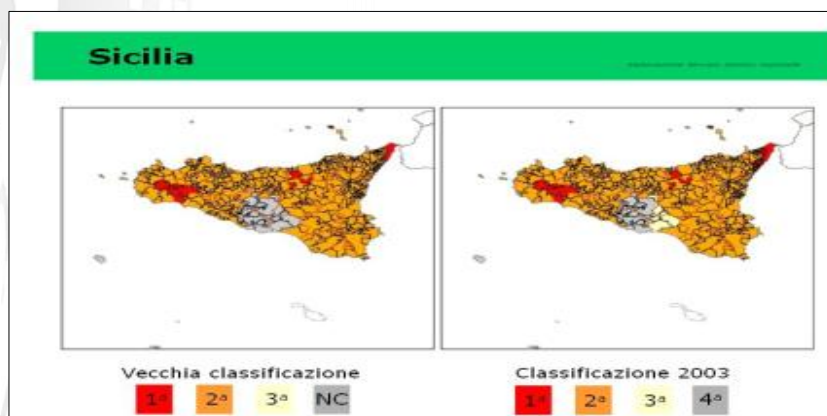 Sicilia
Vecchia classificazione
1ª 2ª 3ª NC
Classificazione 2003
1ª 2ª 3ª 4ª